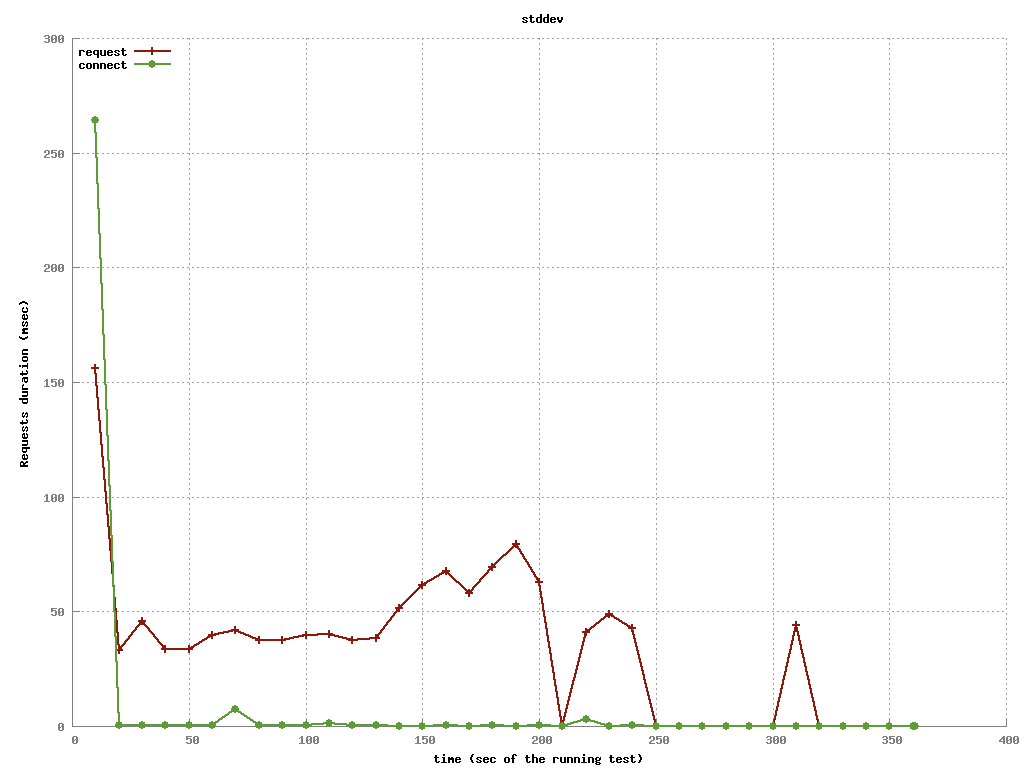 stddev
300
request
connect
250
200
150
100
50
0
Requests duration (msec)
0 50 100 150 200 250 300 350 400
time (sec of the running test)